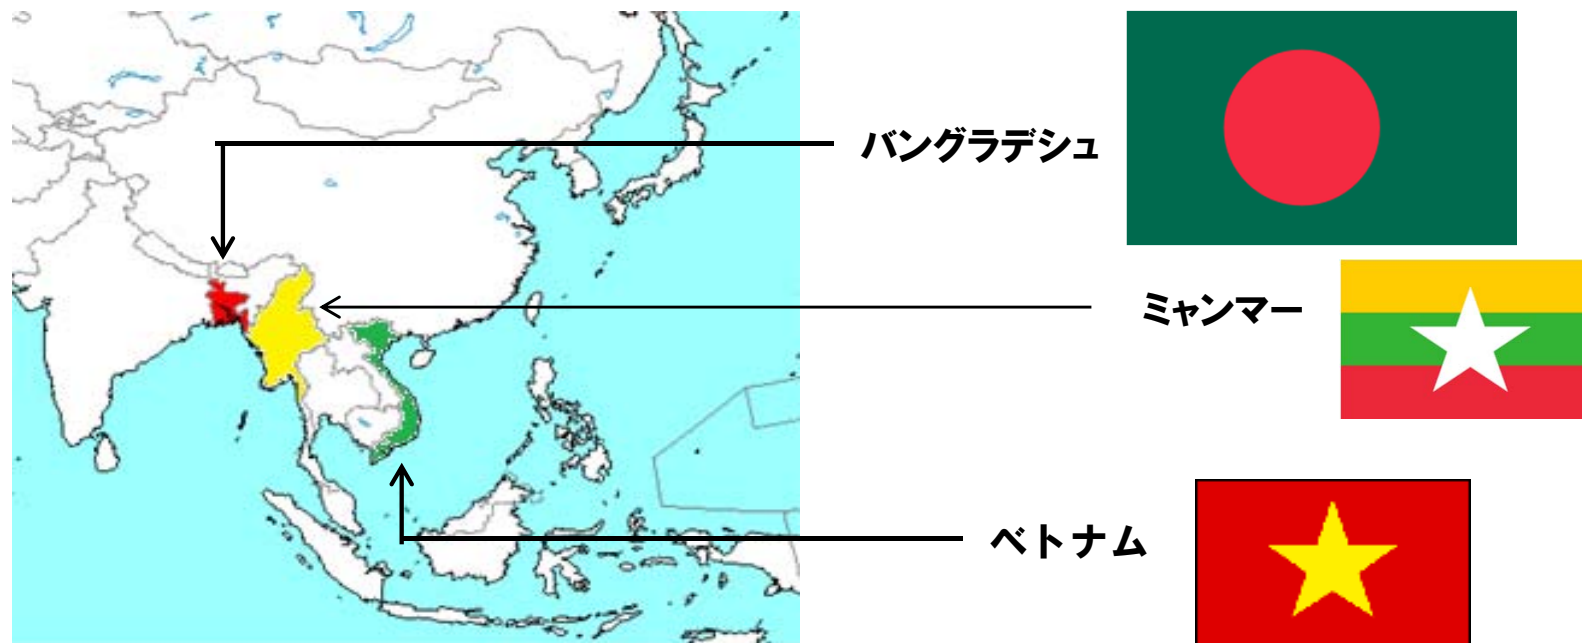 バングラデシュ
ミャンマー
ベトナム